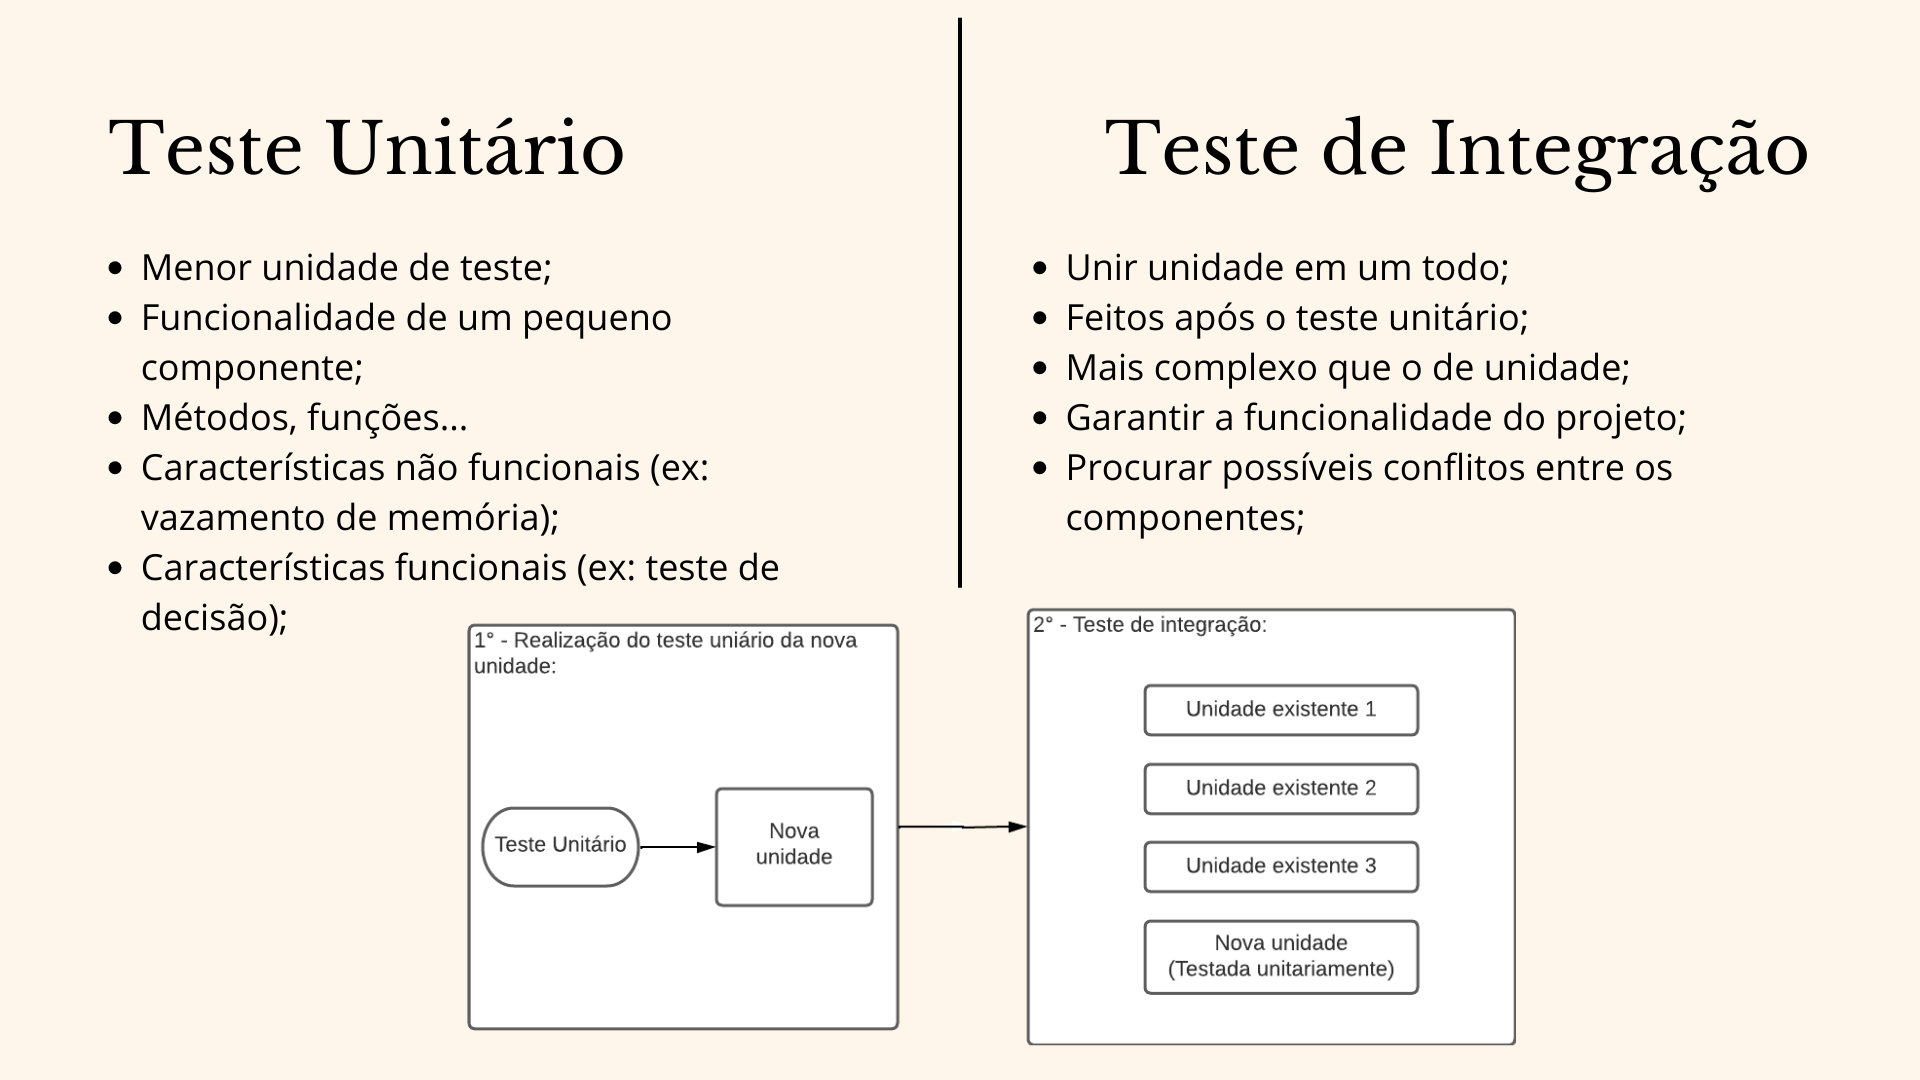 Teste Unitário
Menor unidade de teste;
Funcionalidade de um pequeno
componente;
Métodos, funções...
Características não funcionais (ex:
vazamento de memória);
Características funcionais (ex: teste de
decisão);
Teste de Integração
Unir unidade em um todo;
Feitos após o teste unitário;
Mais complexo que o de unidade;
Garantir a funcionalidade do projeto;
Procurar possíveis conflitos entre os
componentes;
1° - Realização do teste uniário da nova
unidade:
Teste Unitário
Nova
unidade
2° - Teste de integração:
Unidade existente 1
Unidade existente 2
Unidade existente 3
Nova unidade
(Testada unitariamente)